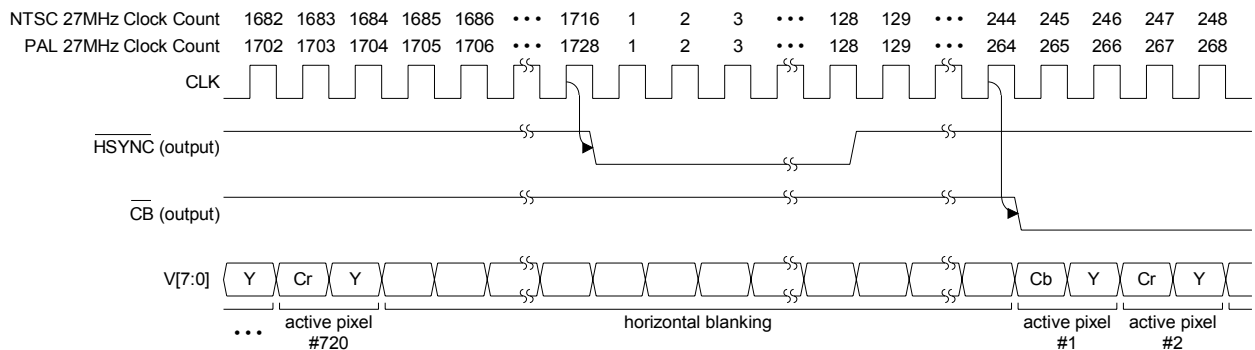 NTSC 27MHz Clock Count 1682 1683 1684 1685 1686 ••• 1716 1 2 3 ••• 128 129 ••• 244 245 246 247 248
PAL 27MHz Clock Count 1702 1703 1704 1705 1706 ••• 1728 1 2 3 ••• 128 129 ••• 264 265 266 267 268
CLK
HSYNC (output)
CB (output)
V[7:0] Y Cr Y Cb Y Cr Y
••• active pixel horizontal blanking active pixel active pixel
#720 #1 #2